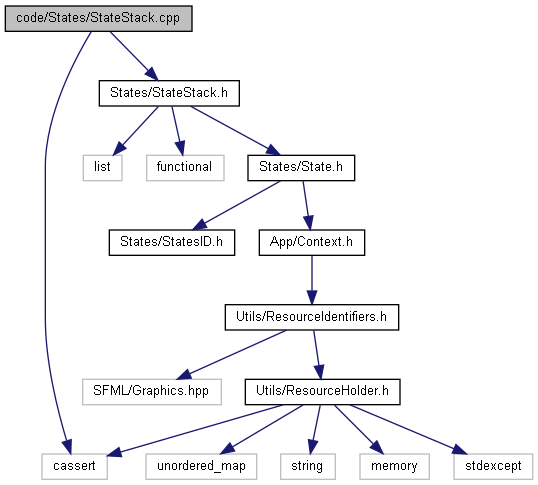 code/States/StateStack.cpp
States/StateStack.h
list
functional
States/State.h
States/StatesID.h
App/Context.h
Utils/ResourceIdentifiers.h
SFML/Graphics.hpp
Utils/ResourceHolder.h
cassert
unordered_map
string
memory
stdexcept